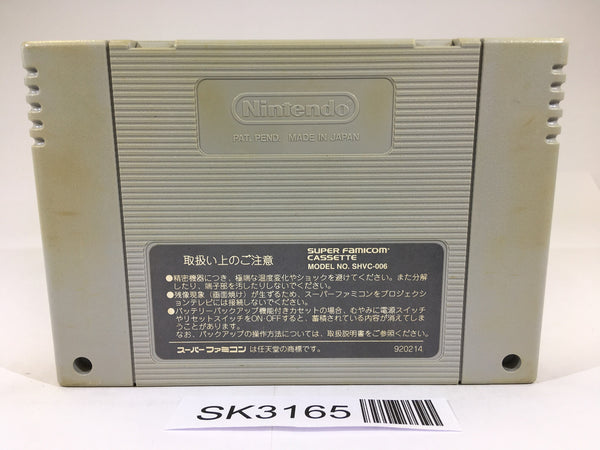 Nintendo
PAT. PEND. MADE IN JAPAN
取扱い上のご注意
SUPER FAMICOM
CASSETTE
MODEL NO. SHVC-006
●精密機器につき、極端な温度変化やショックを避けてください。また分解
したり、端子部を汚したりしないでください。
●残像現象（画面焼け）が生ずるため、スーパーファミコンをプロジェクシ
ョンテレビには接続しないでください。
●バッテリーバックアップ機能付きカセットの場合、むやみに電源スイッチ
やリセットスイッチをON・OFFすると、蓄積されている内容が消えてしま
うことがあります。
なお、バックアップの操作方法については、取扱説明書をご参照ください。
スーパーファミコン は任天堂の商標です。
920214
SK3165